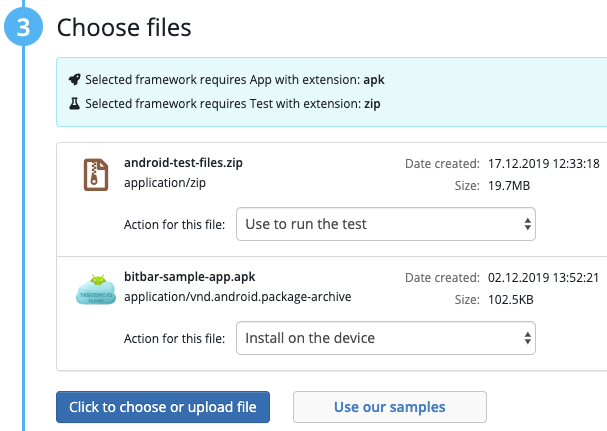 3 Choose files
Selected framework requires App with extension: apk
Selected framework requires Test with extension: zip
android-test-files.zip Date created: 17.12.2019 12:33:18
application/zip Size: 19.7MB
Action for this file: Use to run the test
bitbar-sample-app.apk Date created: 02.12.2019 13:52:21
application/vnd.android.package-archive Size: 102.5KB
TESTDROID
CLOUD
Action for this file: Install on the device
Click to choose or upload file Use our samples